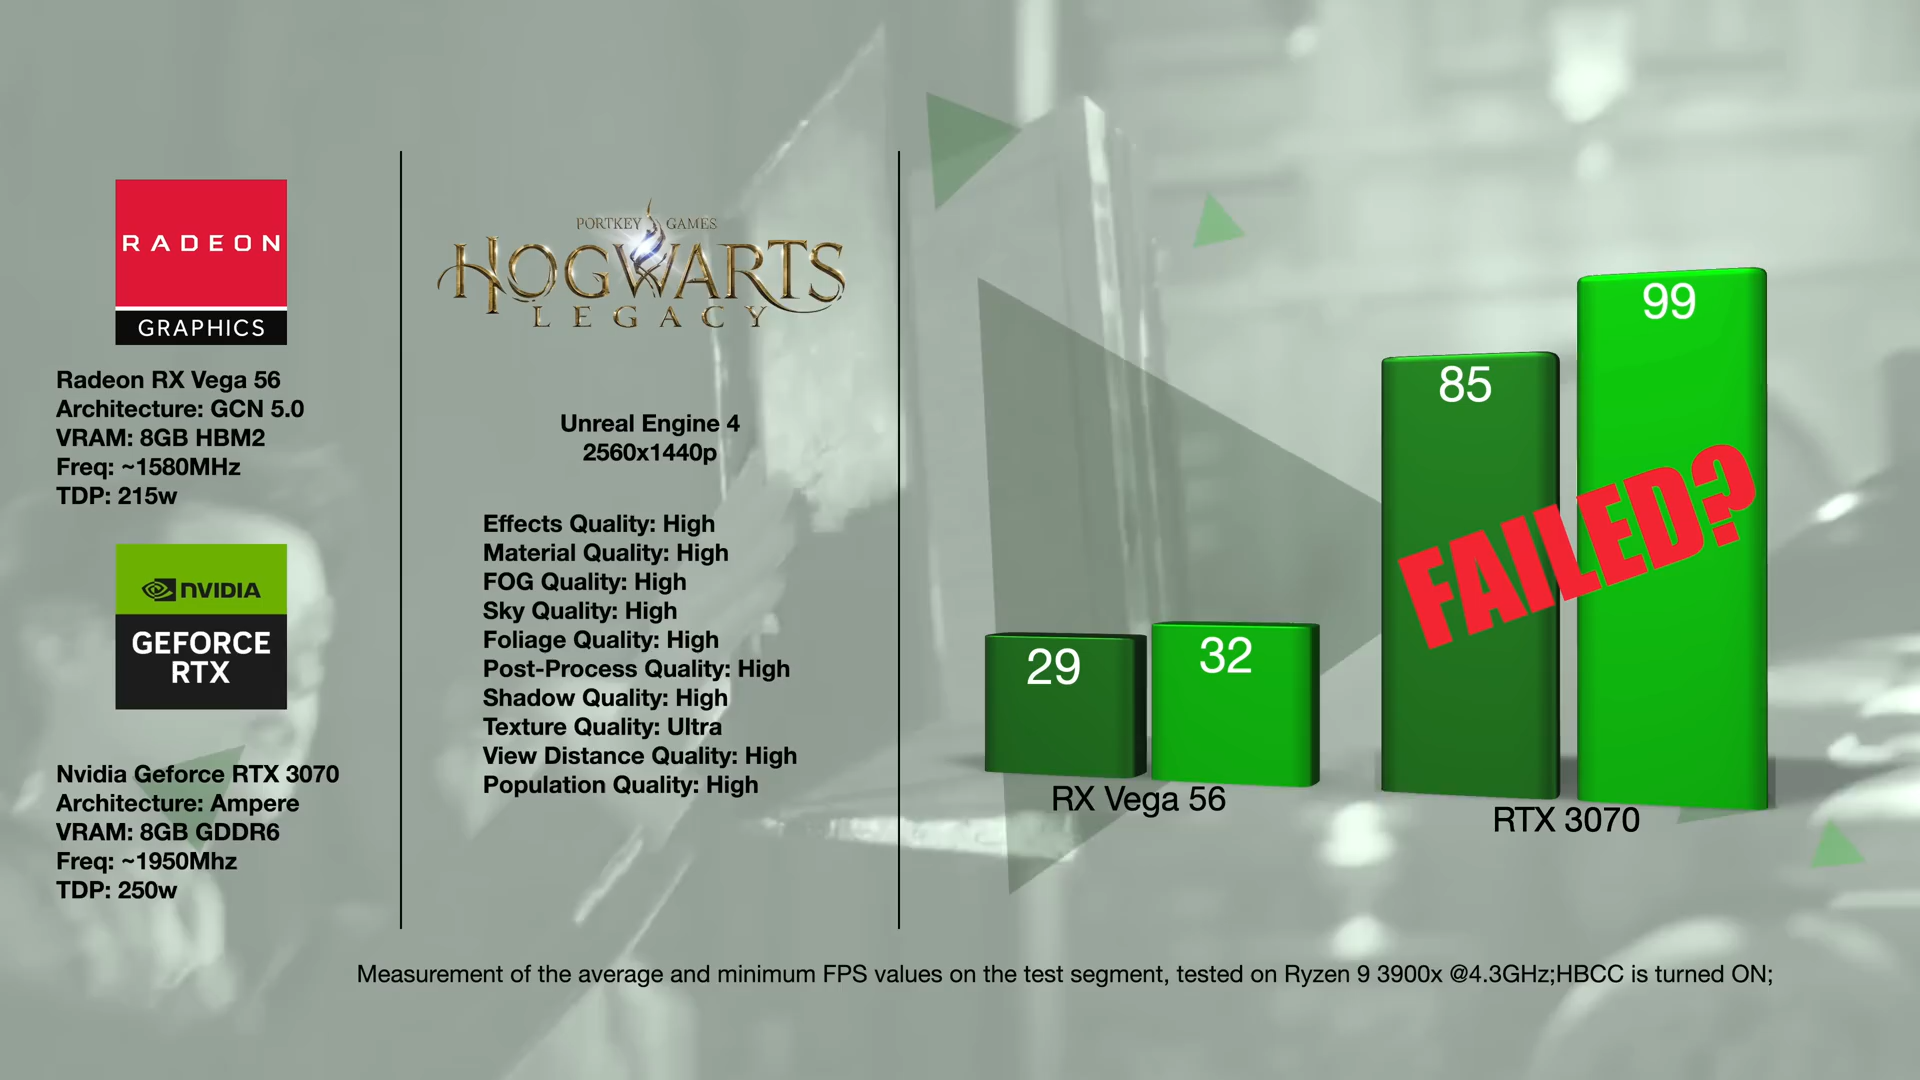 RADEON
GRAPHICS
Radeon RX Vega 56
Architecture: GCN 5.0
VRAM: 8GB HBM2
Freq: ~1580MHz
TDP: 215w
NVIDIA
GEFORCE
RTX
Nvidia Geforce RTX 3070
Architecture: Ampere
VRAM: 8GB GDDR6
Freq: ~1950Mhz
TDP: 250w
PORTKEY GAMES
HOGWARTS
LEGACY
Unreal Engine 4
2560x1440p
Effects Quality: High
Material Quality: High
FOG Quality: High
Sky Quality: High
Foliage Quality: High
Post-Process Quality: High
Shadow Quality: High
Texture Quality: Ultra
View Distance Quality: High
Population Quality: High
29
32
85
99
FAILED?
RX Vega 56
RTX 3070
Measurement of the average and minimum FPS values on the test segment, tested on Ryzen 9 3900x @4.3GHz;HBCC is turned ON;